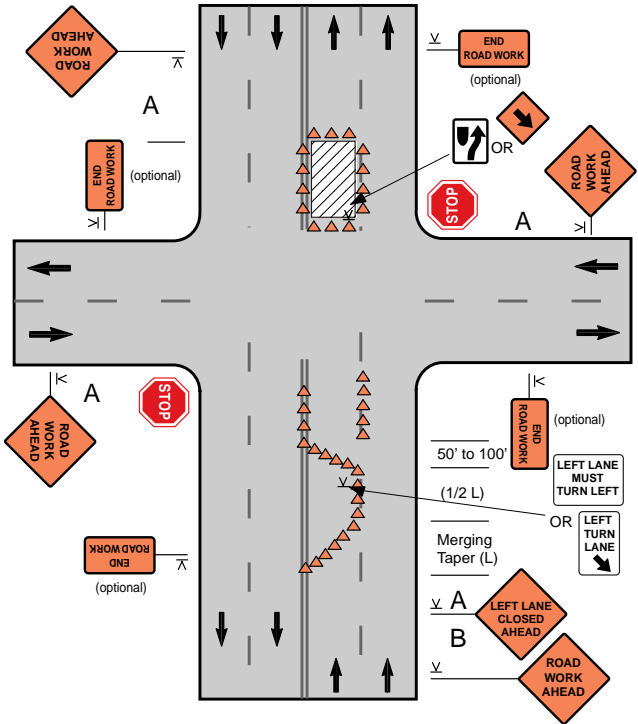 ROAD
WORK
AHEAD
A
END
ROAD WORK
(optional)
END
ROAD WORK
(optional)
OR
STOP
A
ROAD
WORK
AHEAD
A
ROAD
WORK
AHEAD
STOP
END
ROAD WORK
(optional)
50' to 100'
(1/2 L)
LEFT LANE
MUST
TURN LEFT
OR
LEFT
TURN
LANE
Merging
Taper (L)
END
ROAD WORK
(optional)
A
LEFT LANE
CLOSED
AHEAD
B
ROAD
WORK
AHEAD